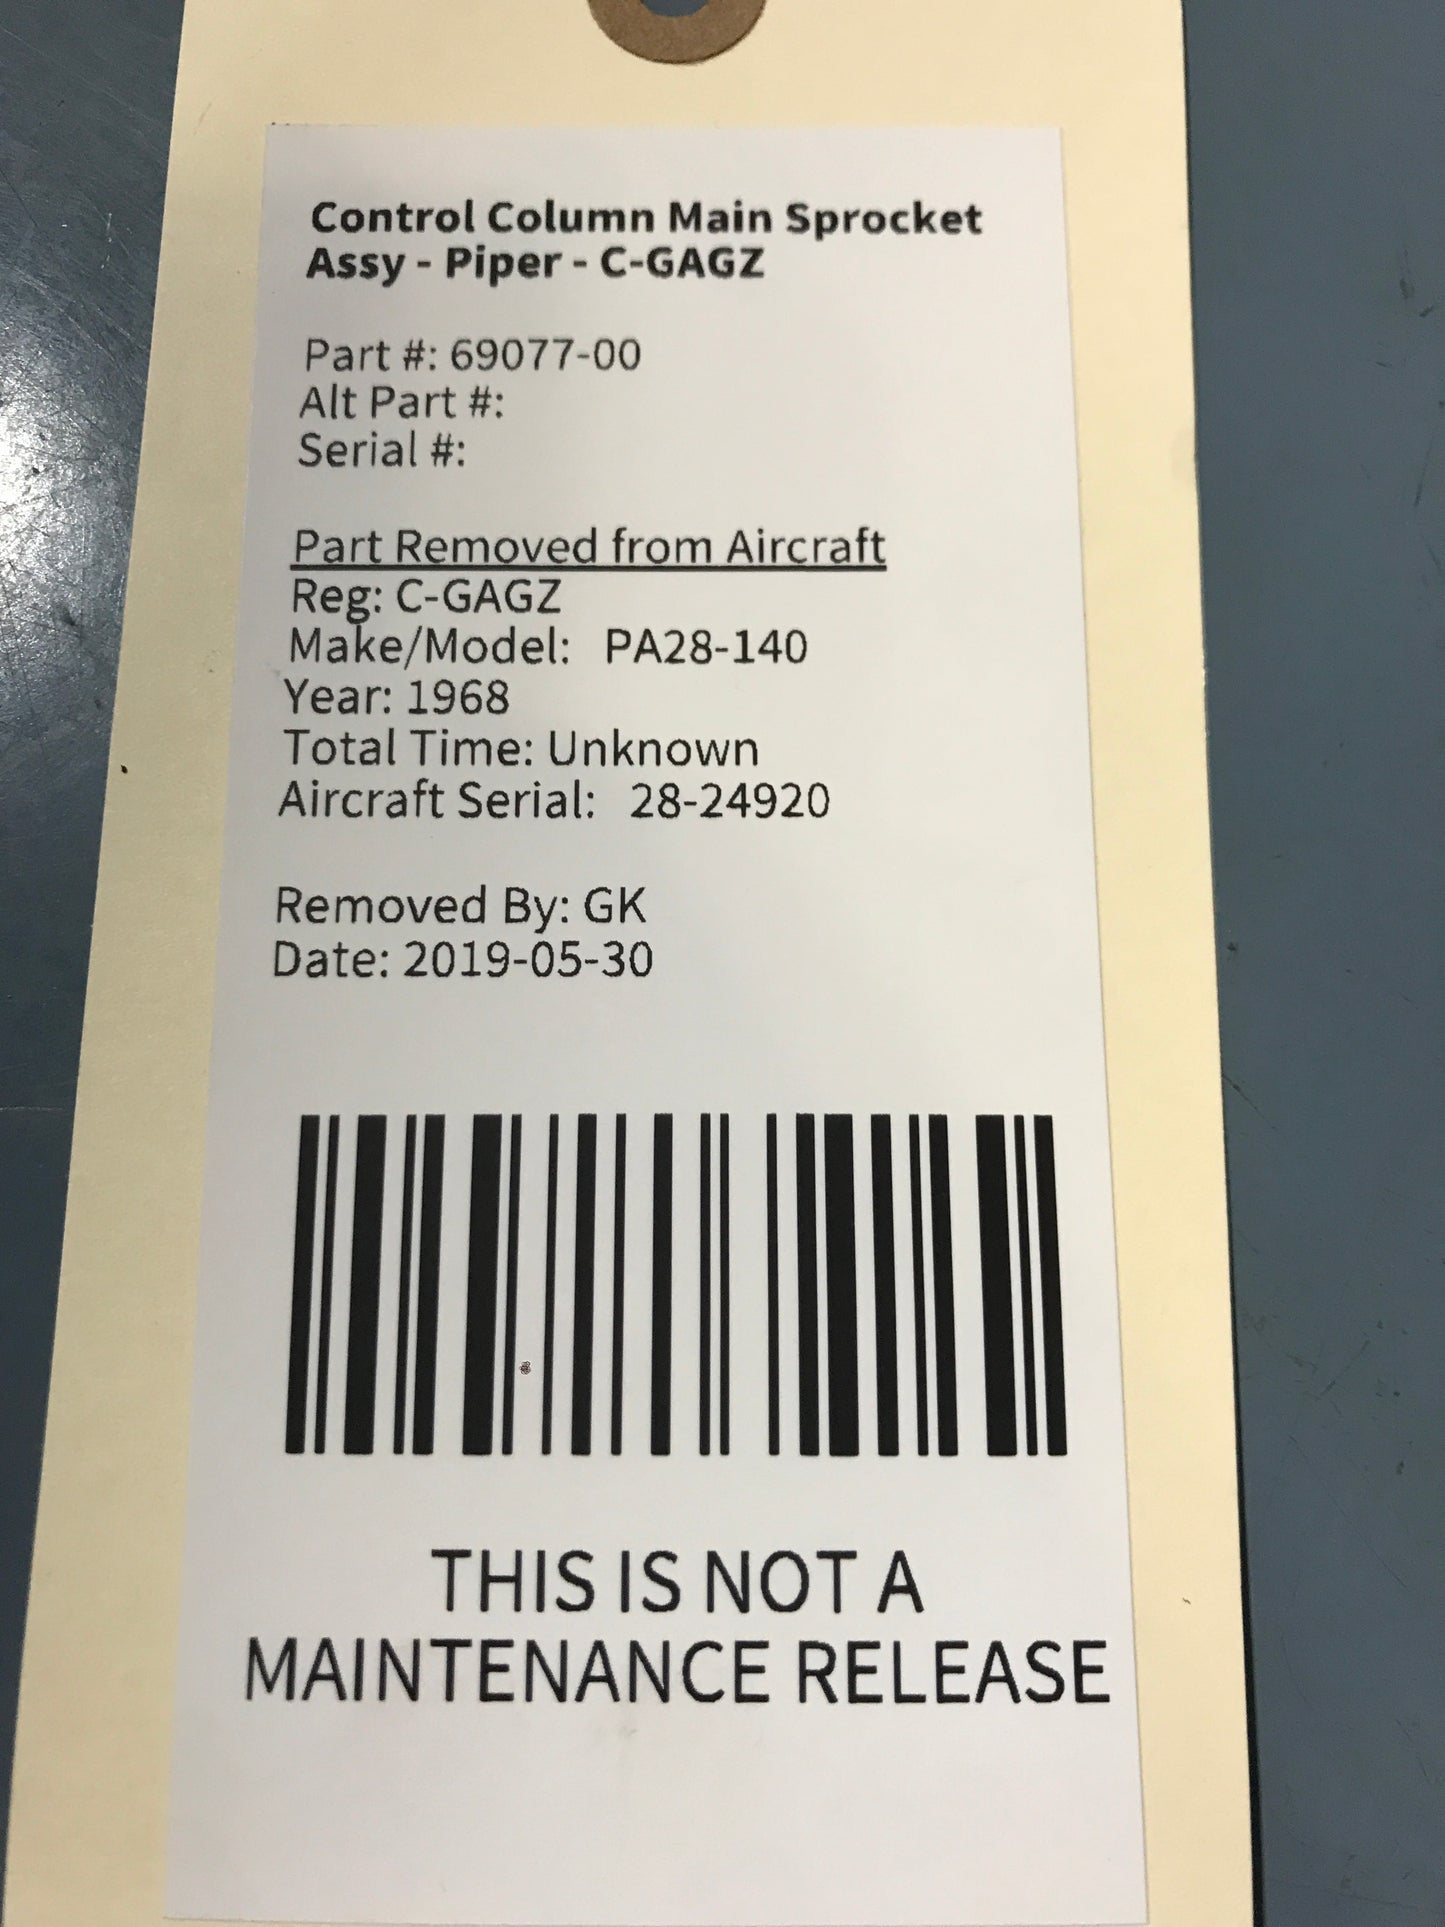 Control Column Main Sprocket
Assy - Piper - C-GAGZ
Part #: 69077-00
Alt Part #:
Serial #:
Part Removed from Aircraft
Reg: C-GAGZ
Make/Model: PA28-140
Year: 1968
Total Time: Unknown
Aircraft Serial: 28-24920
Removed By: GK
Date: 2019-05-30
THIS IS NOT A
MAINTENANCE RELEASE